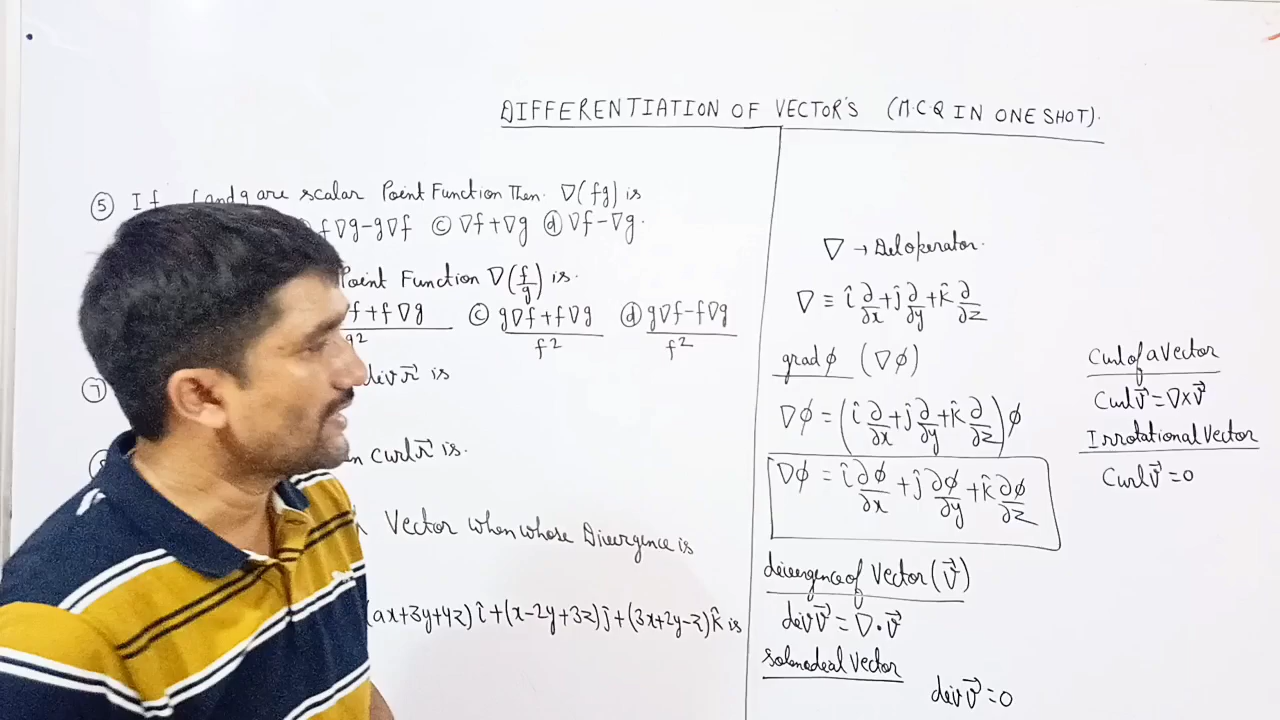 DIFFERENTIATION OF VECTOR'S (M.C.Q IN ONE SHOT).
⑤ If f and g are scalar Point Function Then. ∇(fg) is
f∇g-g∇f ⓒ ∇f+∇g ⓓ ∇f-∇g.
Point Function ∇(f/g) is.
f+f∇g/g² ⓒ g∇f+f∇g/f² ⓓ g∇f-f∇g/f²
⑦ div r⃗ is
curl r⃗ is.
Vector when whose Divergence is
(ax+3y+4z)î+(x-2y+3z)ĵ+(3x+2y-z)k̂ is
∇ → Del operator.
∇ ≡ î ∂/∂x + ĵ ∂/∂y + k̂ ∂/∂z
grad ϕ (∇ϕ)
∇ϕ = (î ∂/∂x + ĵ ∂/∂y + k̂ ∂/∂z)ϕ
∇ϕ = î ∂ϕ/∂x + ĵ ∂ϕ/∂y + k̂ ∂ϕ/∂z
divergence of Vector (v⃗)
div v⃗ = ∇·v⃗
Solenodeal Vector
div v⃗ = 0
Curl of a Vector
Curl v⃗ = ∇×v⃗
Irrotational Vector
Curl v⃗ = 0